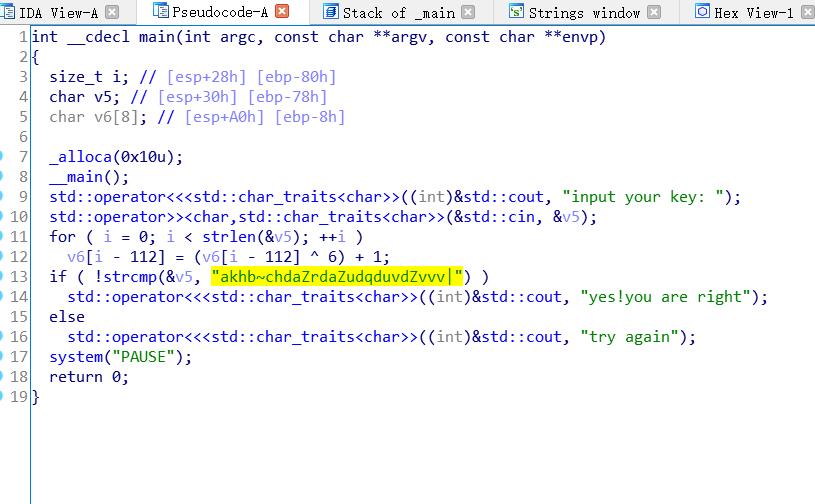 IDA View-A Pseudocode-A Stack of _main Strings window Hex View-1
1 int __cdecl main(int argc, const char **argv, const char **envp)
2 {
3 size_t i; // [esp+28h] [ebp-80h]
4 char v5; // [esp+30h] [ebp-78h]
5 char v6[8]; // [esp+A0h] [ebp-8h]
6
7 _alloca(0x10u);
8 __main();
9 std::operator<<<std::char_traits<char>>((int)&std::cout, "input your key: ");
10 std::operator>><char,std::char_traits<char>>(&std::cin, &v5);
11 for ( i = 0; i < strlen(&v5); ++i )
12 v6[i - 112] = (v6[i - 112] ^ 6) + 1;
13 if ( !strcmp(&v5, "akhb~chdaZrdaZudqduvdZvvv|") )
14 std::operator<<<std::char_traits<char>>((int)&std::cout, "yes!you are right");
15 else
16 std::operator<<<std::char_traits<char>>((int)&std::cout, "try again");
17 system("PAUSE");
18 return 0;
19 }